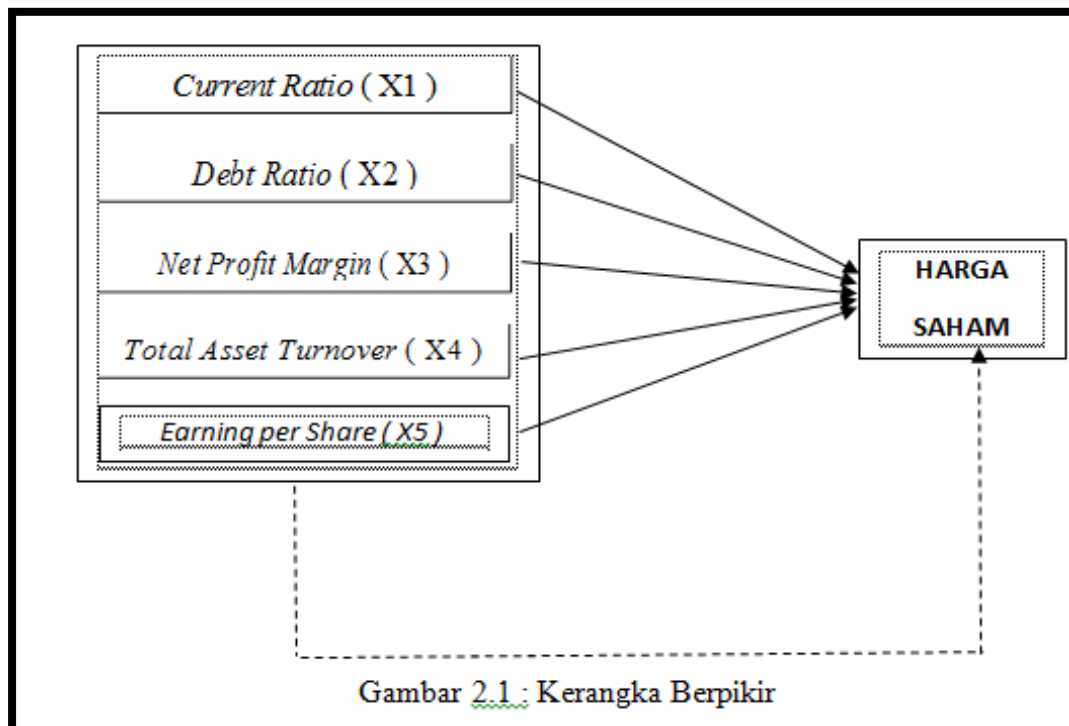 Current Ratio ( X1 )
Debt Ratio ( X2 )
Net Profit Margin ( X3 )
Total Asset Turnover ( X4 )
Earning per Share ( X5 )
HARGA
SAHAM
Gambar 2.1 : Kerangka Berpikir